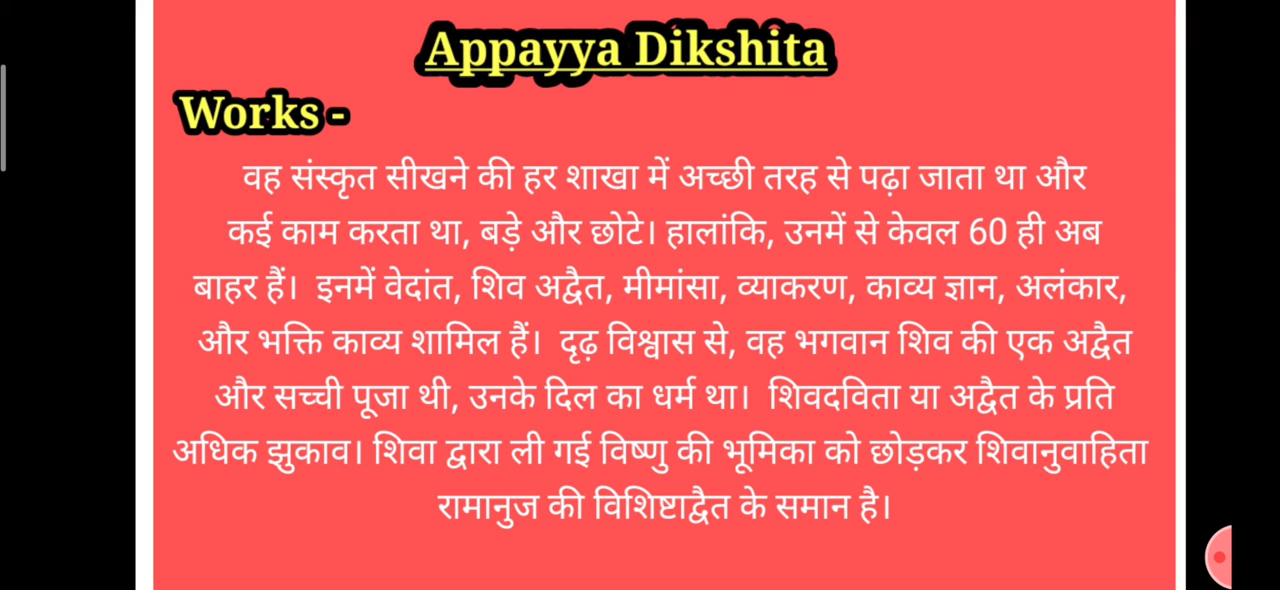 Appayya Dikshita
Works -
वह संस्कृत सीखने की हर शाखा में अच्छी तरह से पढ़ा जाता था और
कई काम करता था, बड़े और छोटे। हालांकि, उनमें से केवल 60 ही अब
बाहर हैं। इनमें वेदांत, शिव अद्वैत, मीमांसा, व्याकरण, काव्य ज्ञान, अलंकार,
और भक्ति काव्य शामिल हैं। दृढ़ विश्वास से, वह भगवान शिव की एक अद्वैत
और सच्ची पूजा थी, उनके दिल का धर्म था। शिवदविता या अद्वैत के प्रति
अधिक झुकाव। शिवा द्वारा ली गई विष्णु की भूमिका को छोड़कर शिवानुवाहिता
रामानुज की विशिष्टाद्वैत के समान है।